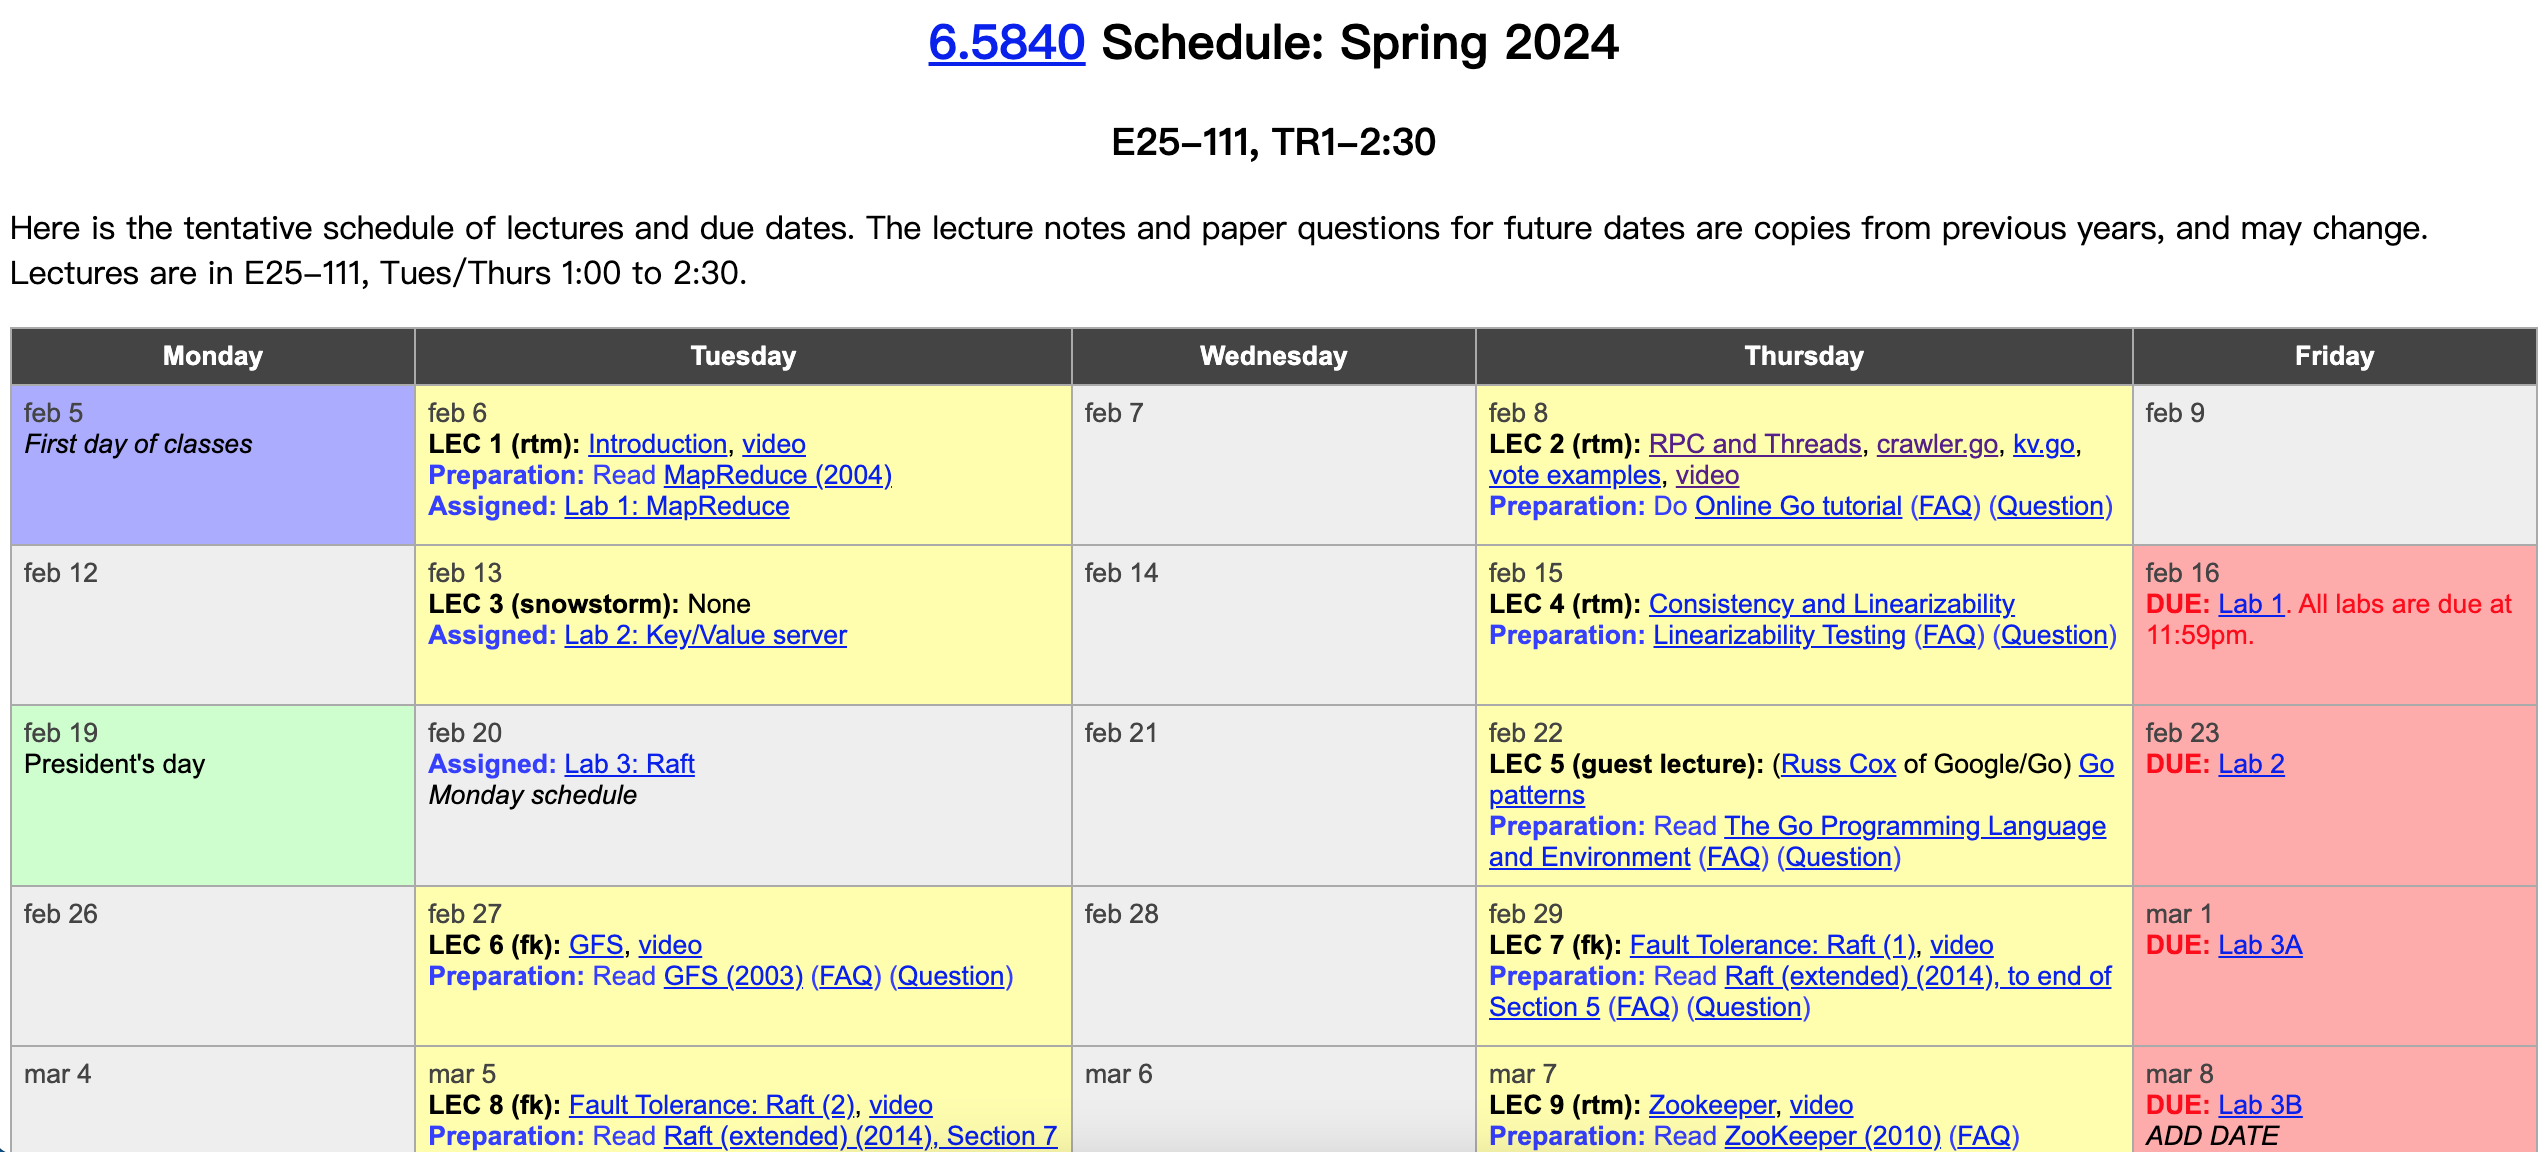 6.5840 Schedule: Spring 2024
E25-111, TR1-2:30
Here is the tentative schedule of lectures and due dates. The lecture notes and paper questions for future dates are copies from previous years, and may change.
Lectures are in E25-111, Tues/Thurs 1:00 to 2:30.
Monday
Tuesday
Wednesday
Thursday
Friday
feb 5
First day of classes
feb 6
LEC 1 (rtm): Introduction, video
Preparation: Read MapReduce (2004)
Assigned: Lab 1: MapReduce
feb 7
feb 8
LEC 2 (rtm): RPC and Threads, crawler.go, kv.go,
vote examples, video
Preparation: Do Online Go tutorial (FAQ) (Question)
feb 9
feb 12
feb 13
LEC 3 (snowstorm): None
Assigned: Lab 2: Key/Value server
feb 14
feb 15
LEC 4 (rtm): Consistency and Linearizability
Preparation: Linearizability Testing (FAQ) (Question)
feb 16
DUE: Lab 1. All labs are due at
11:59pm.
feb 19
President's day
feb 20
Assigned: Lab 3: Raft
Monday schedule
feb 21
feb 22
LEC 5 (guest lecture): (Russ Cox of Google/Go) Go
patterns
Preparation: Read The Go Programming Language
and Environment (FAQ) (Question)
feb 23
DUE: Lab 2
feb 26
feb 27
LEC 6 (fk): GFS, video
Preparation: Read GFS (2003) (FAQ) (Question)
feb 28
feb 29
LEC 7 (fk): Fault Tolerance: Raft (1), video
Preparation: Read Raft (extended) (2014), to end of
Section 5 (FAQ) (Question)
mar 1
DUE: Lab 3A
mar 4
mar 5
LEC 8 (fk): Fault Tolerance: Raft (2), video
Preparation: Read Raft (extended) (2014), Section 7
mar 6
mar 7
LEC 9 (rtm): Zookeeper, video
Preparation: Read ZooKeeper (2010) (FAQ)
mar 8
DUE: Lab 3B
ADD DATE